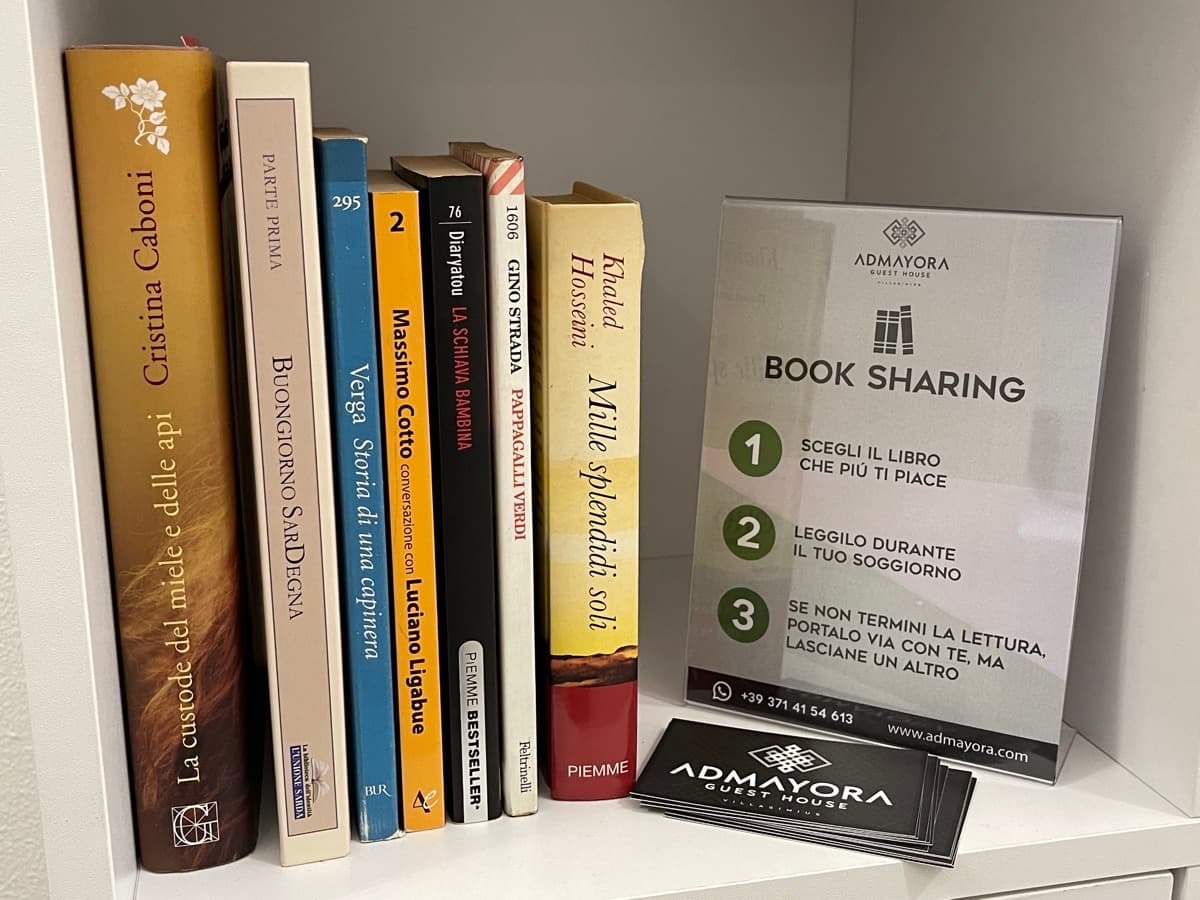 La custode del miele e delle api Cristina Caboni
PARTE PRIMA
BUONGIORNO SARDEGNA
L'UNIONE SARDA
295
Verga Storia di una capinera
BUR
2
Massimo Cotto conversazione con Luciano Ligabue
76
Diaryatou LA SCHIAVA BAMBINA
PIEMME BESTSELLER
1606
GINO STRADA PAPPAGALLI VERDI
Feltrinelli
Khaled
Hosseini
Mille splendidi soli
PIEMME
ADMAYORA
GUEST HOUSE
VILLASIMIUS
BOOK SHARING
1
SCEGLI IL LIBRO
CHE PIÚ TI PIACE
2
LEGGILO DURANTE
IL TUO SOGGIORNO
3
SE NON TERMINI LA LETTURA,
PORTALO VIA CON TE, MA
LASCIANE UN ALTRO
+39 371 41 54 613
www.admayora.com
ADMAYORA
GUEST HOUSE
VILLASIMIUS